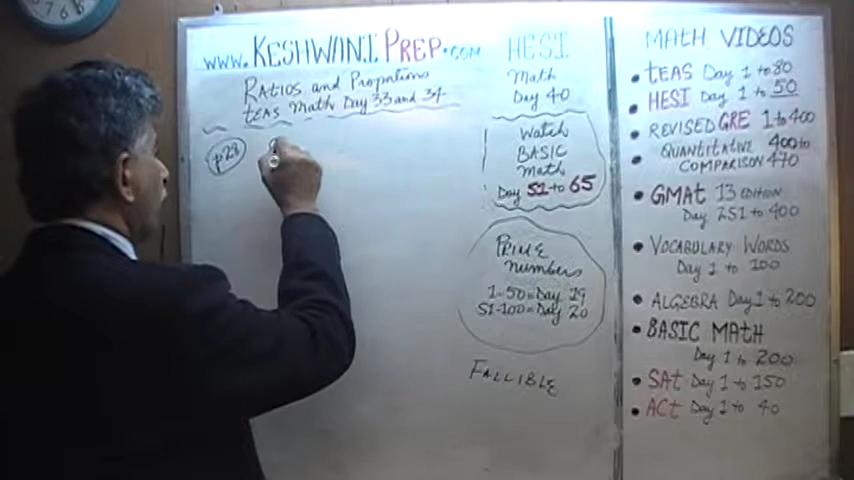 www.KESHWANI PREP.com
RATIOS and Propations
tEAS Math Day 33 and 34
p28
HESI
Math
Day 40
Watch
BASIC
Math
Day 51 to 65
PRIME
numbers
1-50=Day 19
51-100=Day 20
FALLIBLE
MATH VIDEOS
• tEAS Day 1 to 80
• HESI Day 1 to 50
• REVISED GRE 1 to 400
• QUANTITATIVE 400 to
COMPARISON 470
• GMAt 13 EDITION
Day 251 to 400
• VOCABULARY WORDS
Day 1 to 100
• ALGEBRA Day 1 to 200
• BASIC MATH
Day 1 to 200
• SAt Day 1 to 150
• ACt Day 1 to 40